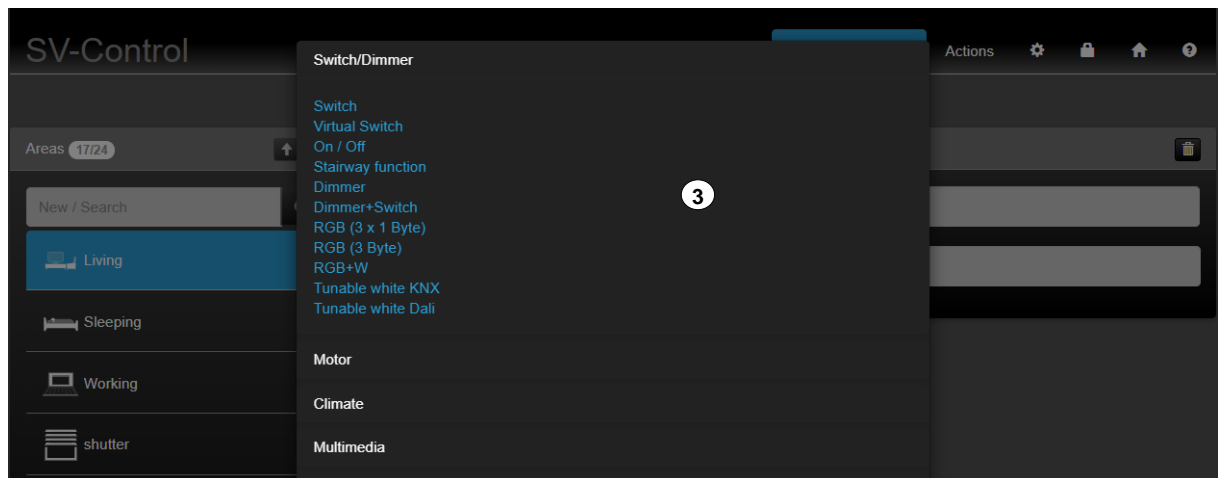 SV-Control
Actions
Areas 17/24
New / Search
Living
Sleeping
Working
shutter
Switch/Dimmer
Switch
Virtual Switch
On / Off
Stairway function
Dimmer
Dimmer+Switch
RGB (3 x 1 Byte)
RGB (3 Byte)
RGB+W
Tunable white KNX
Tunable white Dali
3
Motor
Climate
Multimedia